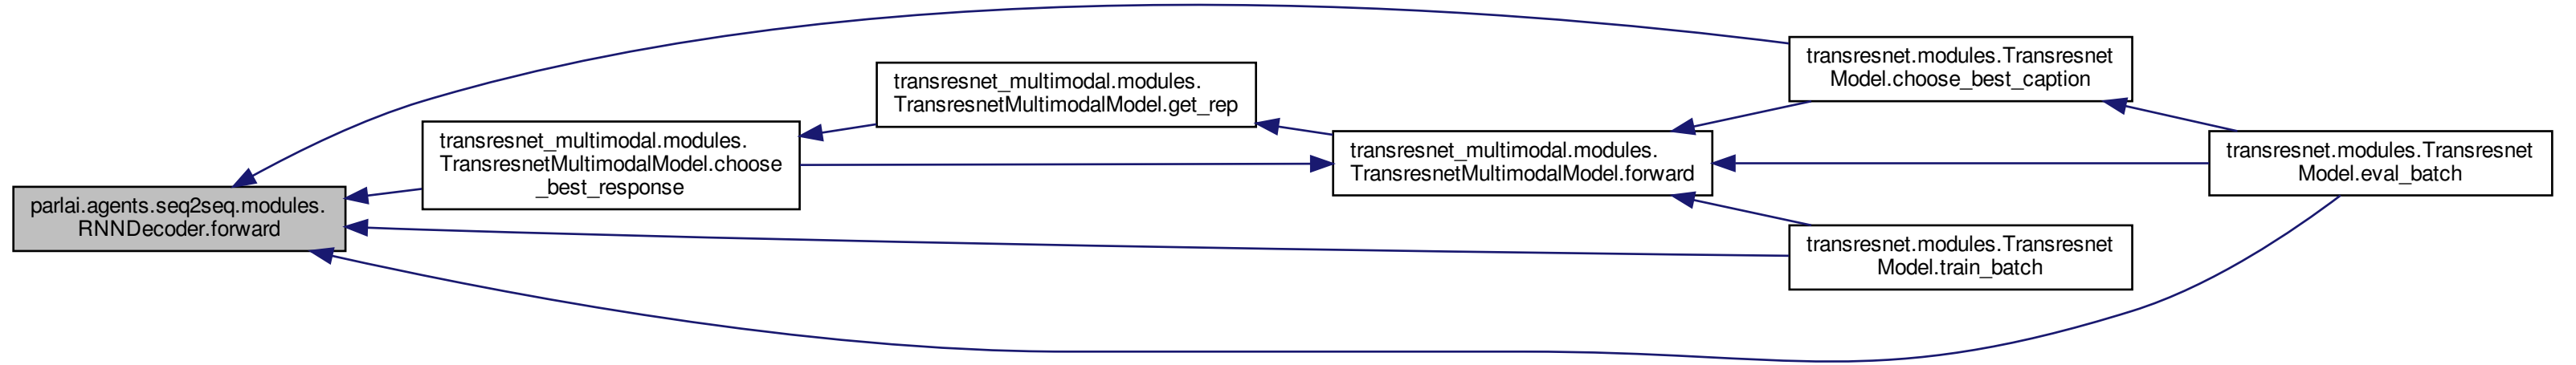 parlai.agents.seq2seq.modules.
RNNDecoder.forward
transresnet_multimodal.modules.
TransresnetMultimodalModel.choose
_best_response
transresnet_multimodal.modules.
TransresnetMultimodalModel.get_rep
transresnet_multimodal.modules.
TransresnetMultimodalModel.forward
transresnet.modules.Transresnet
Model.choose_best_caption
transresnet.modules.Transresnet
Model.eval_batch
transresnet.modules.Transresnet
Model.train_batch